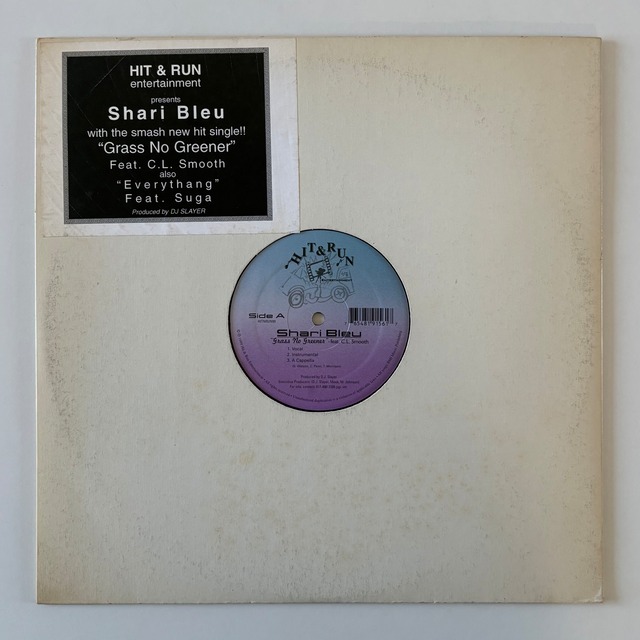 HIT & RUN
entertainment
presents
Shari Bleu
with the smash new hit single!!
"Grass No Greener"
Feat. C.L. Smooth
also
"Everythang"
Feat. Suga
Produced by DJ SLAYER
HIT & RUN
Side A
Shari Bleu
"Grass No Greener" feat. C.L. Smooth
2. Instrumental
3. A Cappella